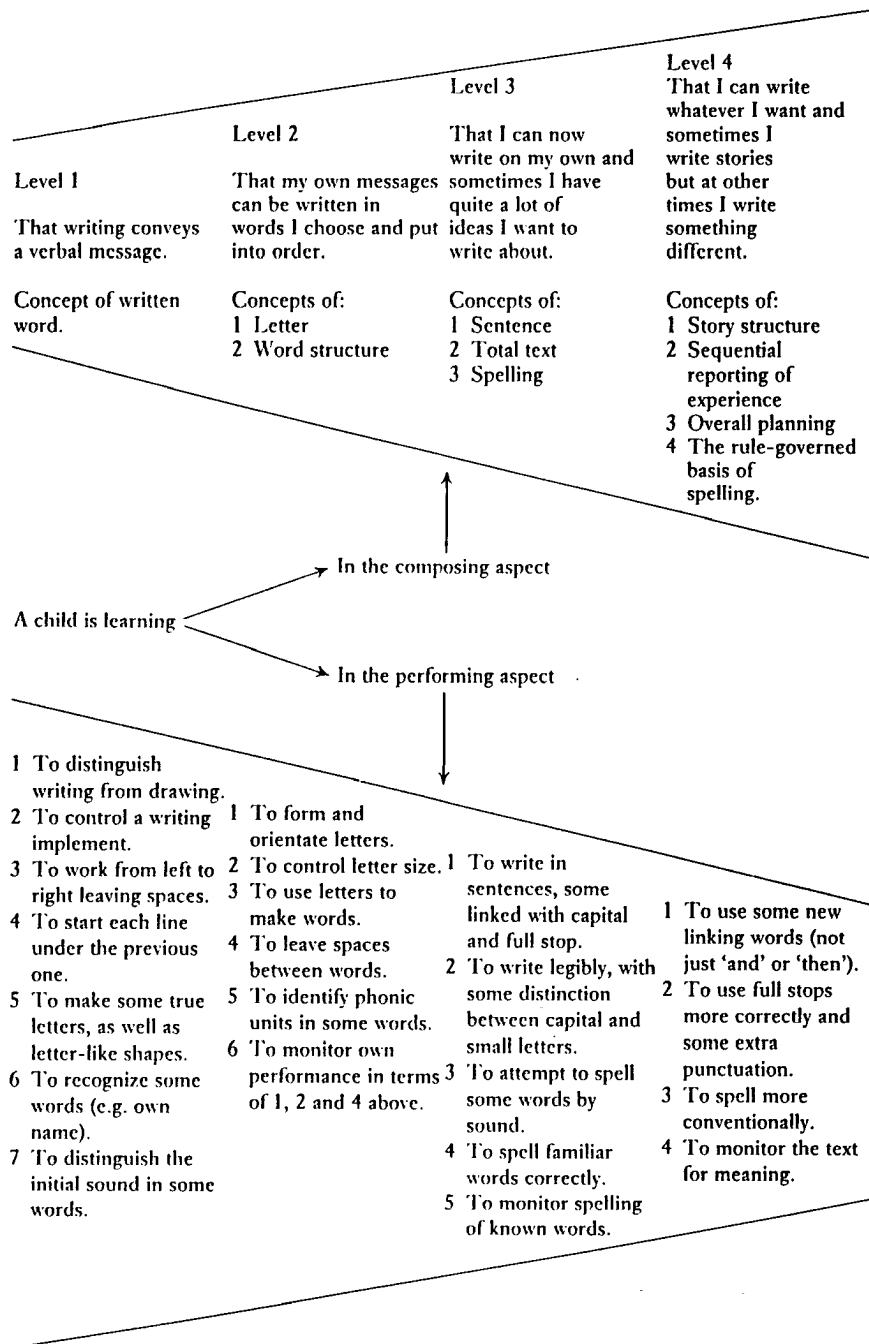 Level 1
That writing conveys
a verbal message.
Concept of written
word.
Level 2
That my own messages
can be written in
words I choose and put
into order.
Concepts of:
1 Letter
2 Word structure
Level 3
That I can now
write on my own and
sometimes I have
quite a lot of
ideas I want to
write about.
Concepts of:
1 Sentence
2 Total text
3 Spelling
Level 4
That I can write
whatever I want and
sometimes I
write stories
but at other
times I write
something
different.
Concepts of:
1 Story structure
2 Sequential
reporting of
experience
3 Overall planning
4 The rule-governed
basis of
spelling.
A child is learning
In the composing aspect
In the performing aspect
1 To distinguish
writing from drawing.
2 To control a writing
implement.
3 To work from left to
right leaving spaces.
4 To start each line
under the previous
one.
5 To make some true
letters, as well as
letter-like shapes.
6 To recognize some
words (e.g. own
name).
7 To distinguish the
initial sound in some
words.
1 To form and
orientate letters.
2 To control letter size.
3 To use letters to
make words.
4 To leave spaces
between words.
5 To identify phonic
units in some words.
6 To monitor own
performance in terms
of 1, 2 and 4 above.
1 To write in
sentences, some
linked with capital
and full stop.
2 To write legibly, with
some distinction
between capital and
small letters.
3 To attempt to spell
some words by
sound.
4 To spell familiar
words correctly.
5 To monitor spelling
of known words.
1 To use some new
linking words (not
just ‘and’ or ‘then’).
2 To use full stops
more correctly and
some extra
punctuation.
3 To spell more
conventionally.
4 To monitor the text
for meaning.